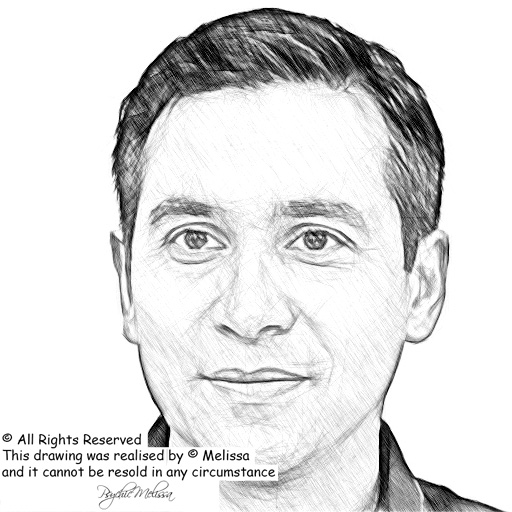 © All Rights Reserved
This drawing was realised by © Melissa
and it cannot be resold in any circumstance
Psychic Melissa